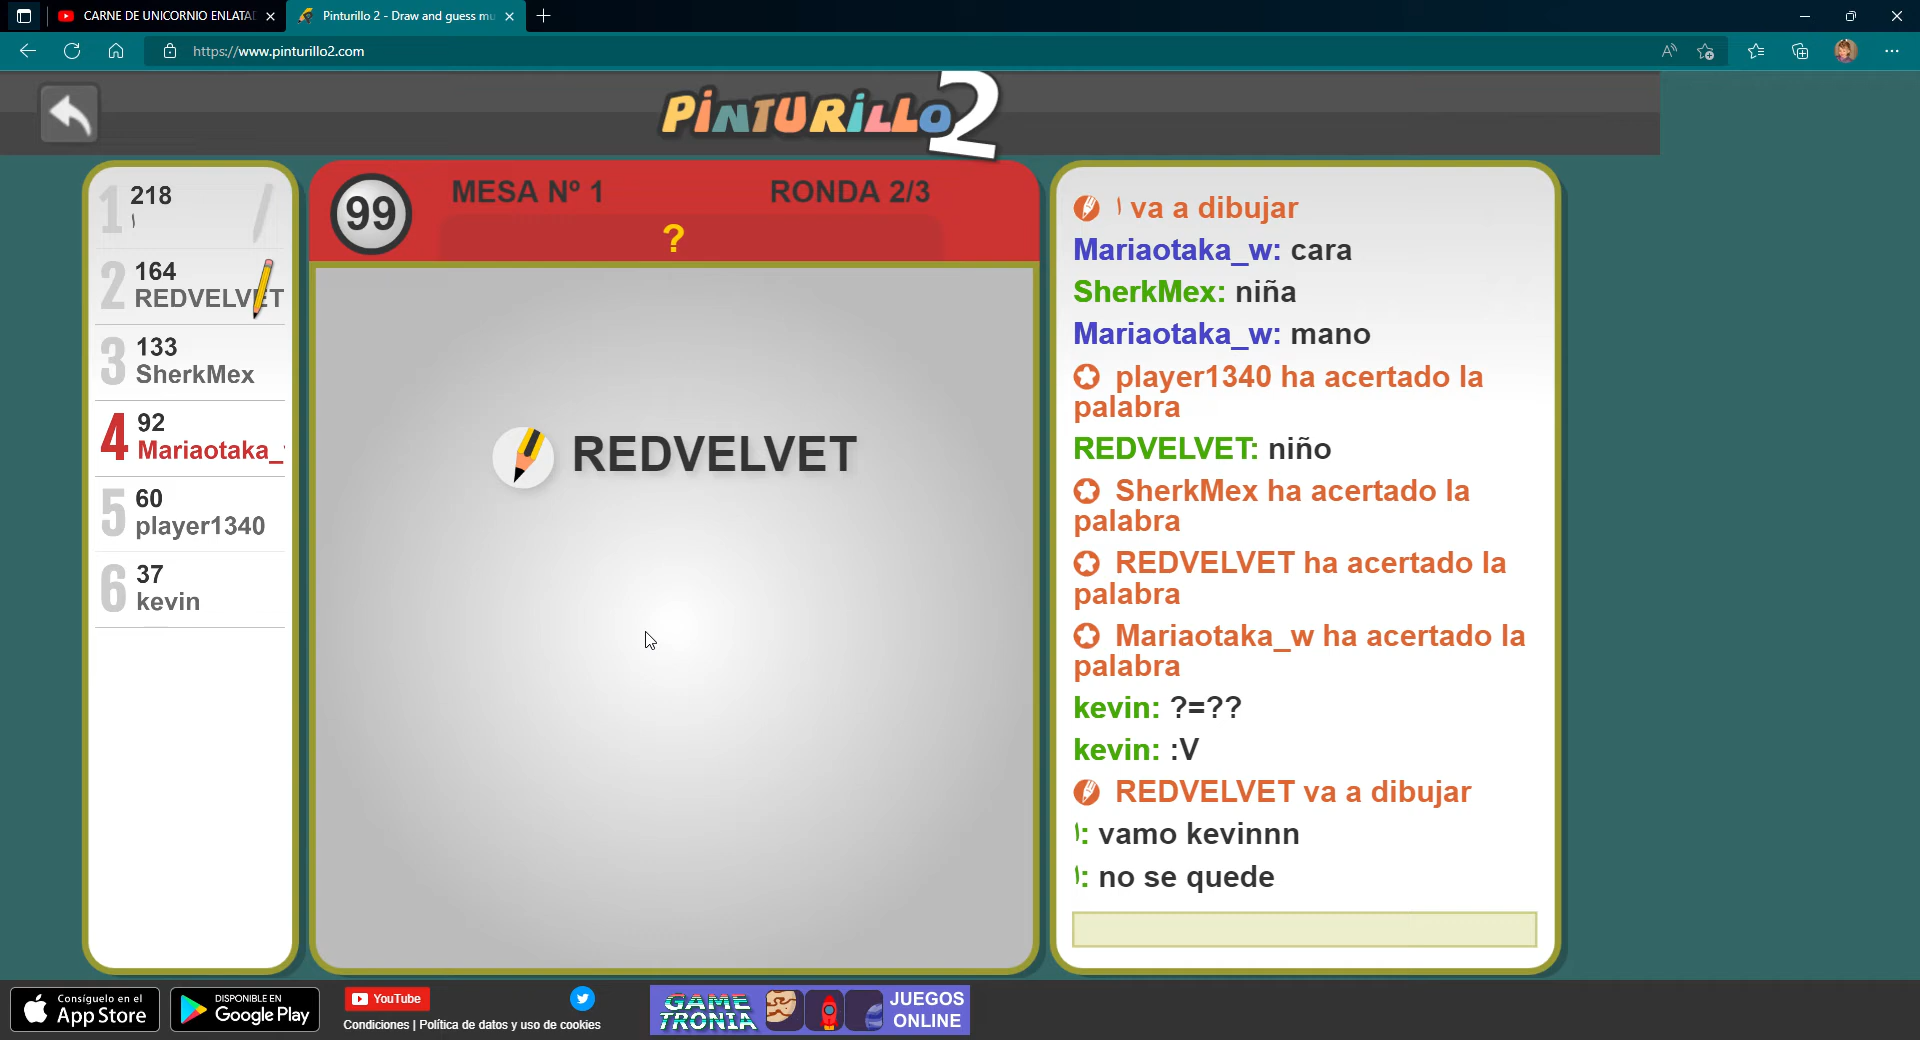 CARNE DE UNICORNIO ENLATAD
Pinturillo 2 - Draw and guess mu
https://www.pinturillo2.com
PiNTURiLLO 2
1 218
١
2 164
REDVELVET
3 133
SherkMex
4 92
Mariaotaka_
5 60
player1340
6 37
kevin
99
MESA Nº 1
RONDA 2/3
?
REDVELVET
١ va a dibujar
Mariaotaka_w: cara
SherkMex: niña
Mariaotaka_w: mano
player1340 ha acertado la
palabra
REDVELVET: niño
SherkMex ha acertado la
palabra
REDVELVET ha acertado la
palabra
Mariaotaka_w ha acertado la
palabra
kevin: ?=??
kevin: :V
REDVELVET va a dibujar
١: vamo kevinnn
١: no se quede
Consíguelo en el
App Store
DISPONIBLE EN
Google Play
YouTube
Condiciones | Política de datos y uso de cookies
GAME
TRONIA
JUEGOS
ONLINE